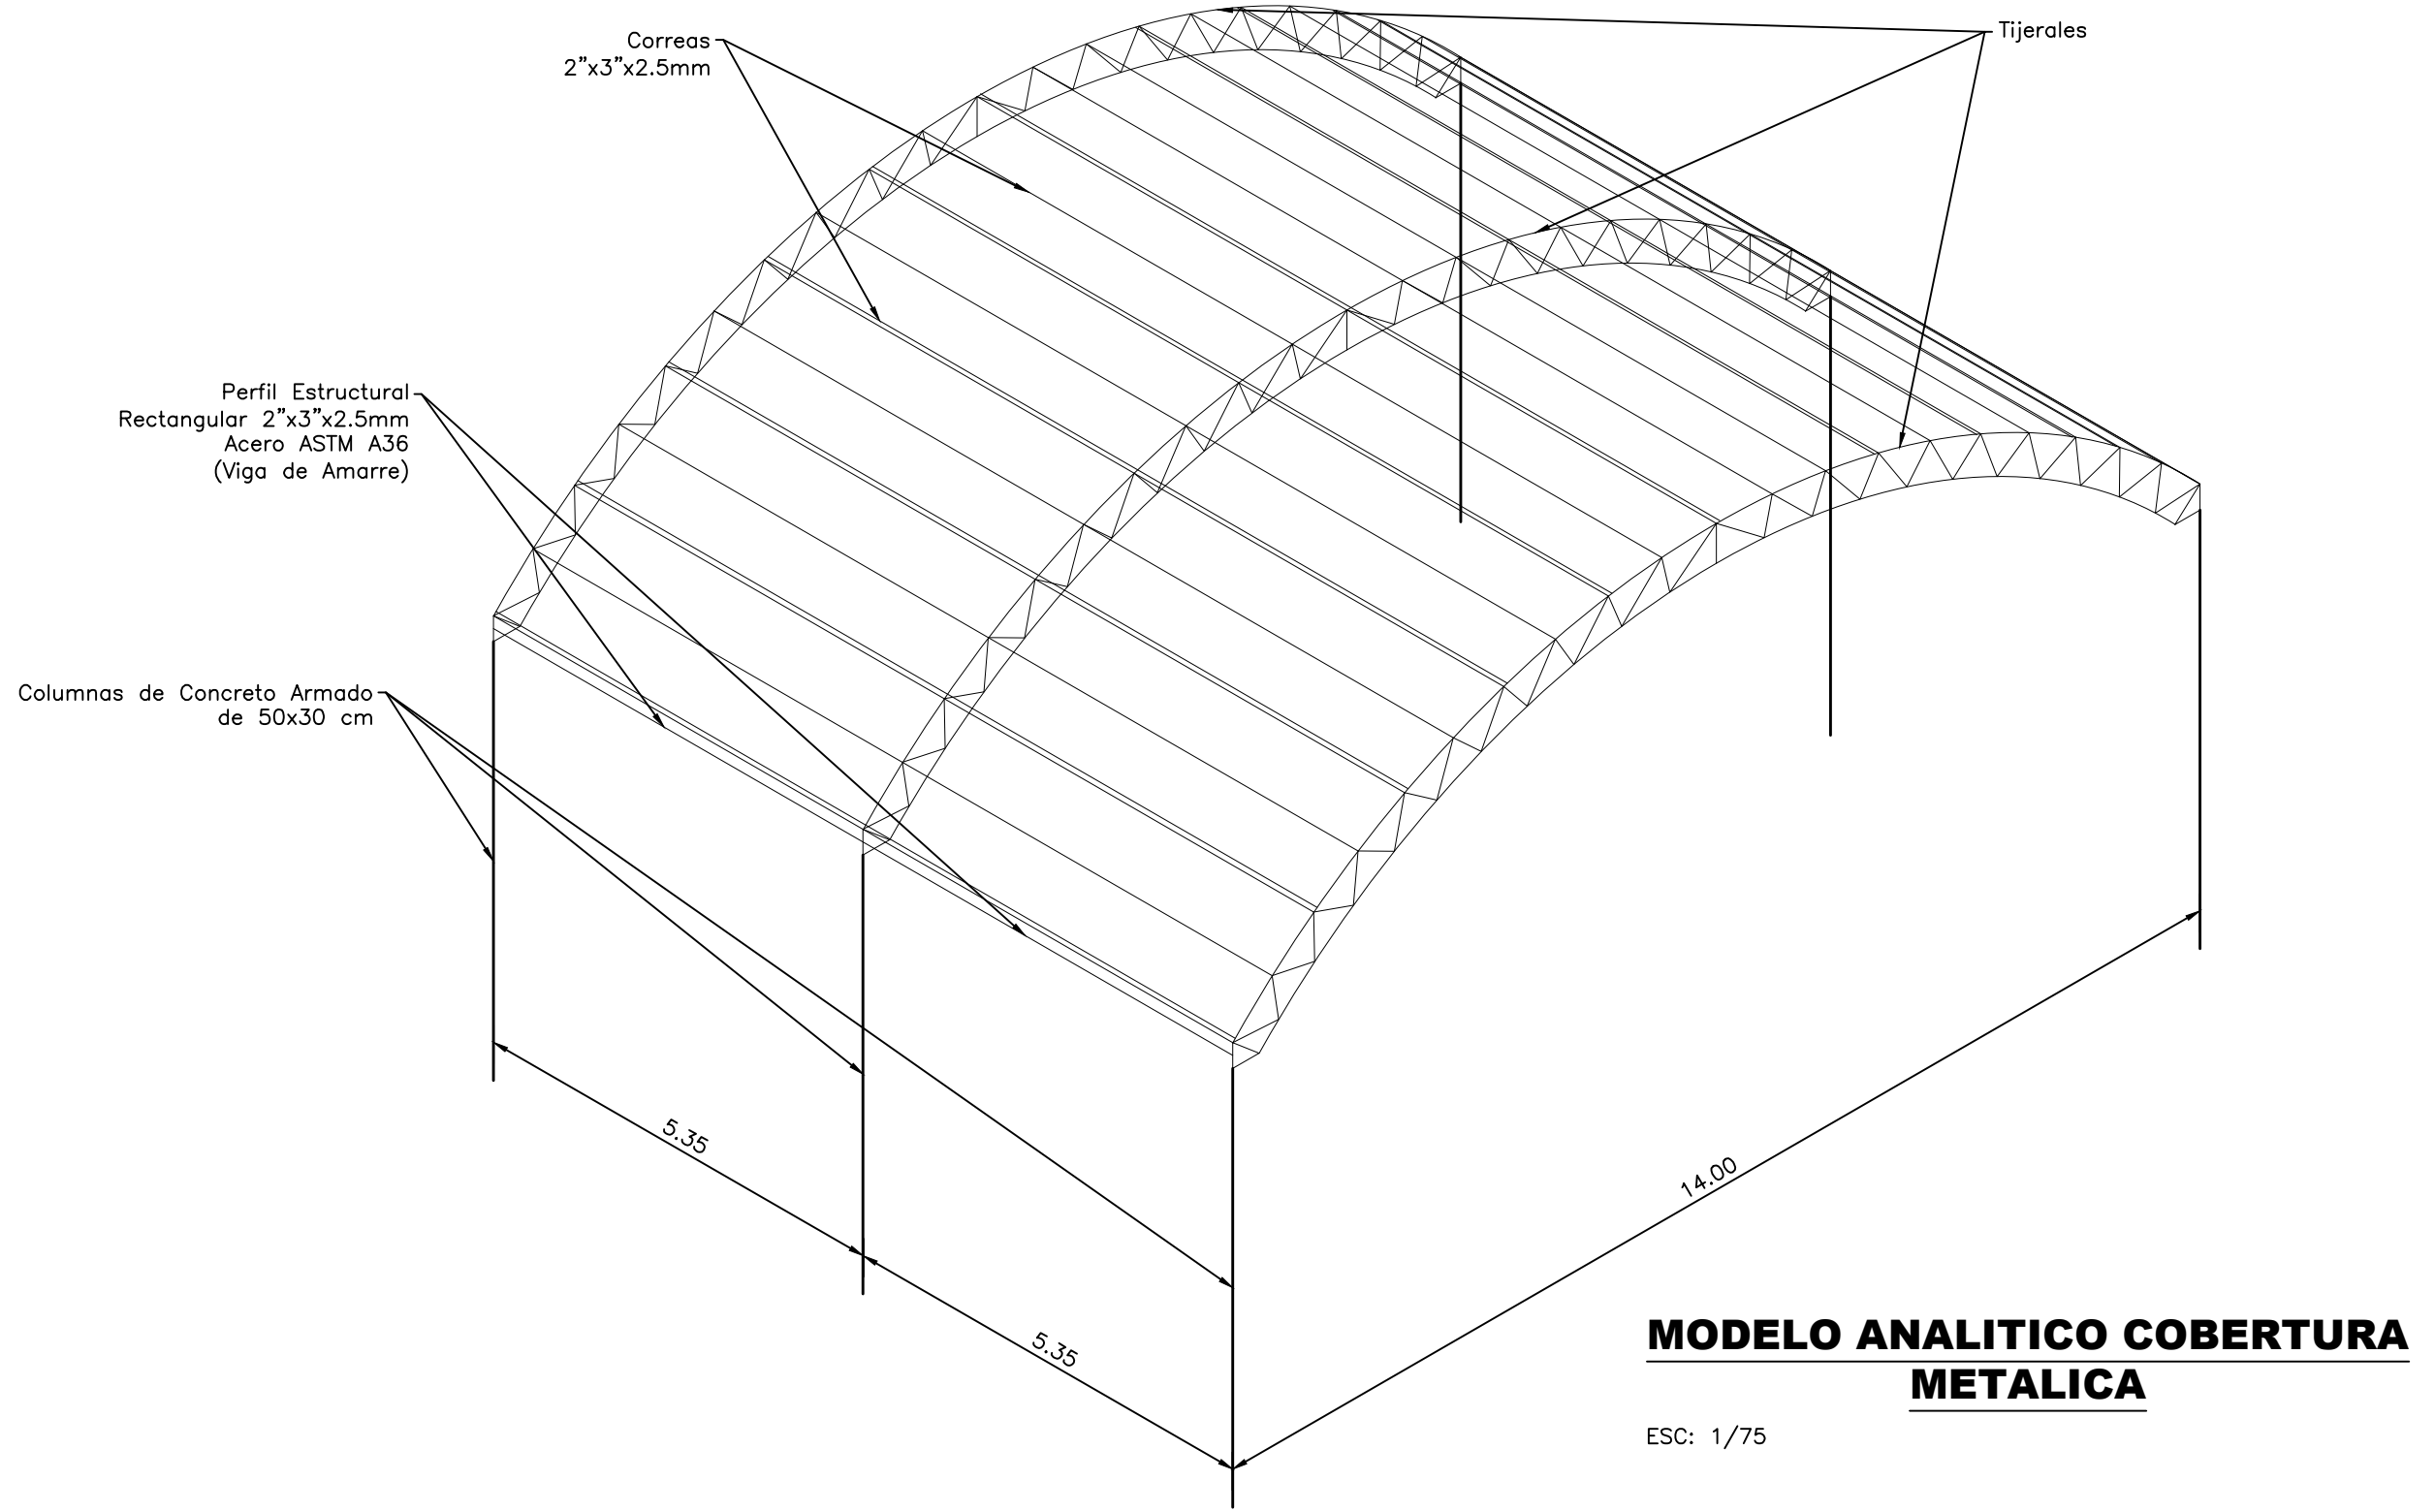 Correas
2"x3"x2.5mm
Tijerales
Perfil Estructural
Rectangular 2"x3"x2.5mm
Acero ASTM A36
(Viga de Amarre)
Columnas de Concreto Armado
de 50x30 cm
5.35
5.35
14.00
MODELO ANALITICO COBERTURA
METALICA
ESC: 1/75